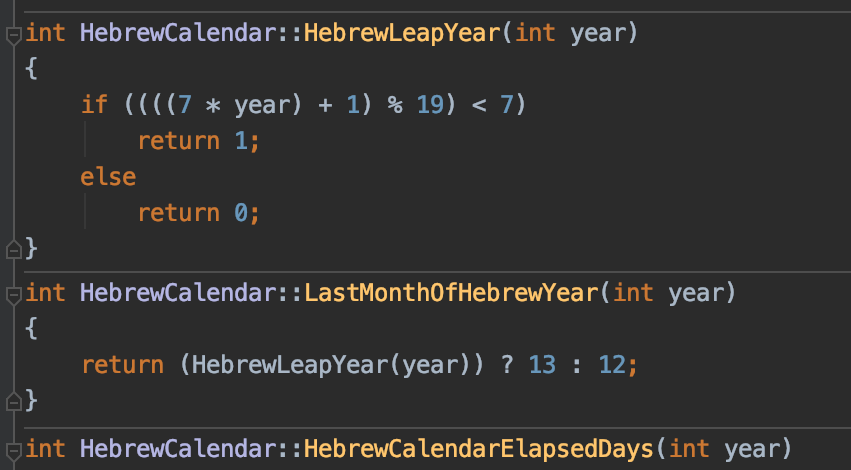 int HebrewCalendar::HebrewLeapYear(int year)
{
    if ((((7 * year) + 1) % 19) < 7)
        return 1;
    else
        return 0;
}
int HebrewCalendar::LastMonthOfHebrewYear(int year)
{
    return (HebrewLeapYear(year)) ? 13 : 12;
}
int HebrewCalendar::HebrewCalendarElapsedDays(int year)